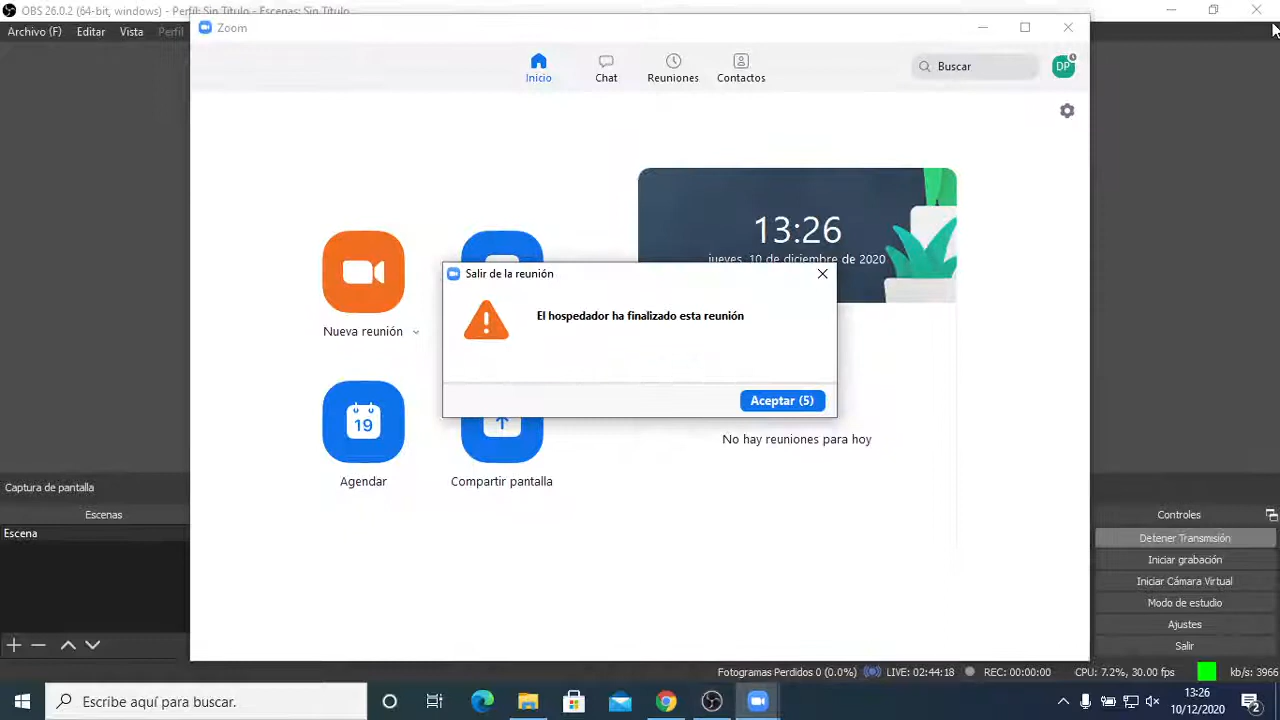 OBS 26.0.2 (64-bit, windows) - Perfil: Sin Título - Escenas: Sin Título
Archivo (F) Editar Vista Perfil
Zoom
Inicio
Chat
Reuniones
Contactos
Buscar
DP
13:26
jueves, 10 de diciembre de 2020
Salir de la reunión
El hospedador ha finalizado esta reunión
Aceptar (5)
Nueva reunión
19
Agendar
Compartir pantalla
No hay reuniones para hoy
Captura de pantalla
Escenas
Escena
Controles
Detener Transmisión
Iniciar grabación
Iniciar Cámara Virtual
Modo de estudio
Ajustes
Salir
Fotogramas Perdidos 0 (0.0%) LIVE: 02:44:18 REC: 00:00:00 CPU: 7.2%, 30.00 fps kb/s: 3966
Escribe aquí para buscar.
13:26
10/12/2020
2